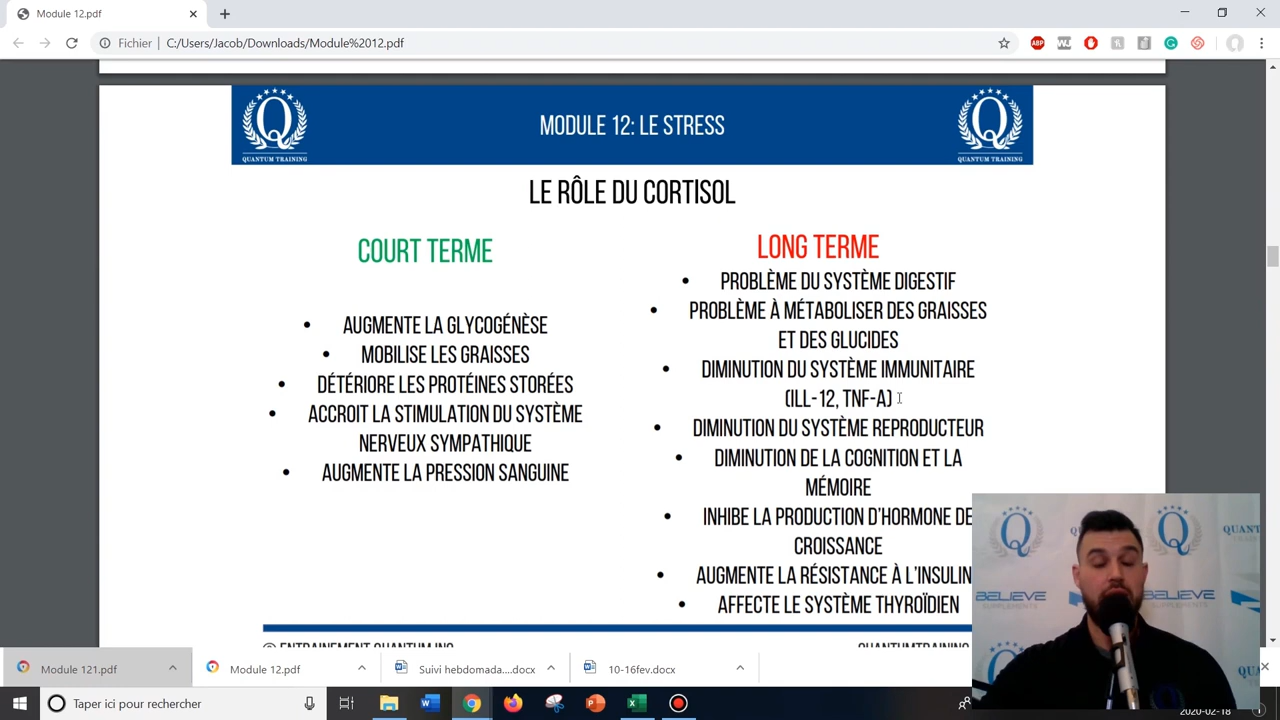 Module 12.pdf
Fichier | C:/Users/Jacob/Downloads/Module%2012.pdf
ABP
QUANTUM TRAINING
MODULE 12: LE STRESS
QUANTUM TRAINING
LE RÔLE DU CORTISOL
COURT TERME
• AUGMENTE LA GLYCOGÉNÈSE
• MOBILISE LES GRAISSES
• DÉTÉRIORE LES PROTÉINES STORÉES
• ACCROIT LA STIMULATION DU SYSTÈME
NERVEUX SYMPATHIQUE
• AUGMENTE LA PRESSION SANGUINE
LONG TERME
• PROBLÈME DU SYSTÈME DIGESTIF
• PROBLÈME À MÉTABOLISER DES GRAISSES
ET DES GLUCIDES
• DIMINUTION DU SYSTÈME IMMUNITAIRE
(ILL-12, TNF-A)
• DIMINUTION DU SYSTÈME REPRODUCTEUR
• DIMINUTION DE LA COGNITION ET LA
MÉMOIRE
• INHIBE LA PRODUCTION D'HORMONE DE
CROISSANCE
• AUGMENTE LA RÉSISTANCE À L'INSULIN
• AFFECTE LE SYSTÈME THYROÏDIEN
© ENTRAINEMENT QUANTUM INC
BELIEVE
SUPPLEMENTS
Module 121.pdf
Module 12.pdf
Suivi hebdomada....docx
10-16fev.docx
Taper ici pour rechercher
2020-02-18